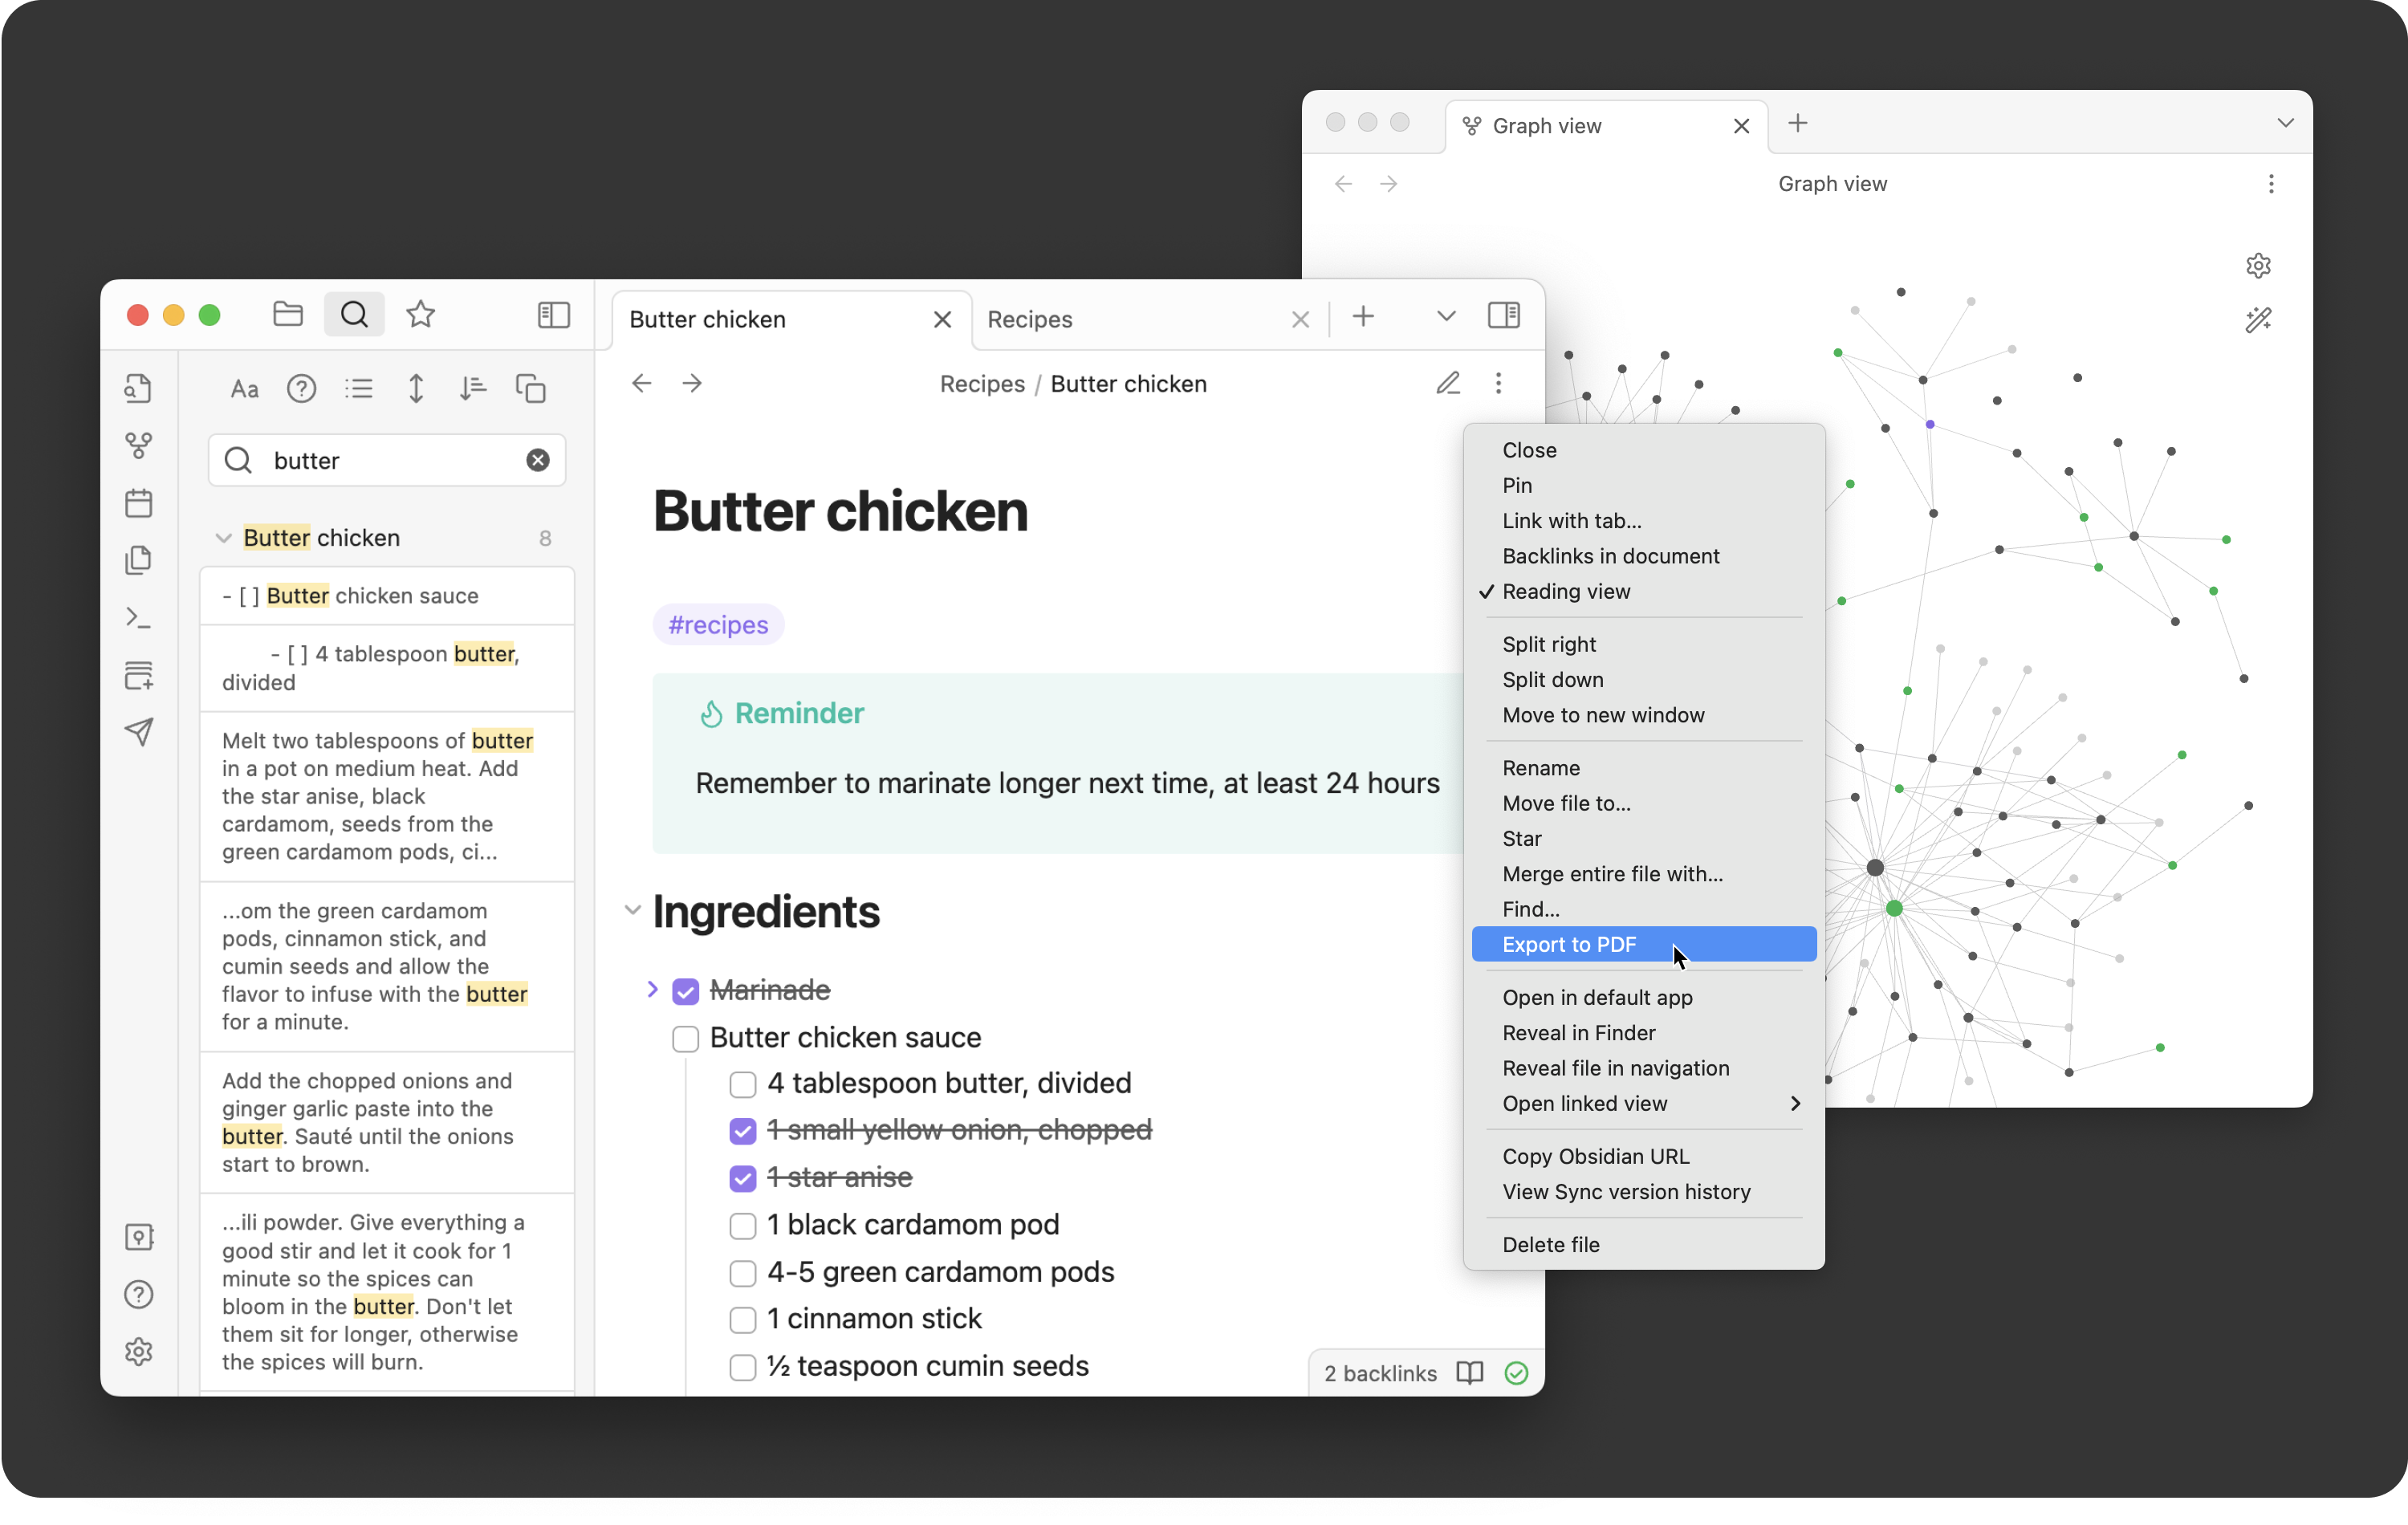 Graph view
Graph view
Butter chicken
Recipes
Aa
butter
Butter chicken 8
- [ ] Butter chicken sauce
- [ ] 4 tablespoon butter,
divided
Melt two tablespoons of butter
in a pot on medium heat. Add
the star anise, black
cardamom, seeds from the
green cardamom pods, ci...
...om the green cardamom
pods, cinnamon stick, and
cumin seeds and allow the
flavor to infuse with the butter
for a minute.
Add the chopped onions and
ginger garlic paste into the
butter. Sauté until the onions
start to brown.
...ili powder. Give everything a
good stir and let it cook for 1
minute so the spices can
bloom in the butter. Don't let
them sit for longer, otherwise
the spices will burn.
Recipes / Butter chicken
Butter chicken
#recipes
Reminder
Remember to marinate longer next time, at least 24 hours
Ingredients
Marinade
Butter chicken sauce
4 tablespoon butter, divided
1 small yellow onion, chopped
1 star anise
1 black cardamom pod
4-5 green cardamom pods
1 cinnamon stick
½ teaspoon cumin seeds
2 backlinks
Close
Pin
Link with tab...
Backlinks in document
✓ Reading view
Split right
Split down
Move to new window
Rename
Move file to...
Star
Merge entire file with...
Find...
Export to PDF
Open in default app
Reveal in Finder
Reveal file in navigation
Open linked view
Copy Obsidian URL
View Sync version history
Delete file